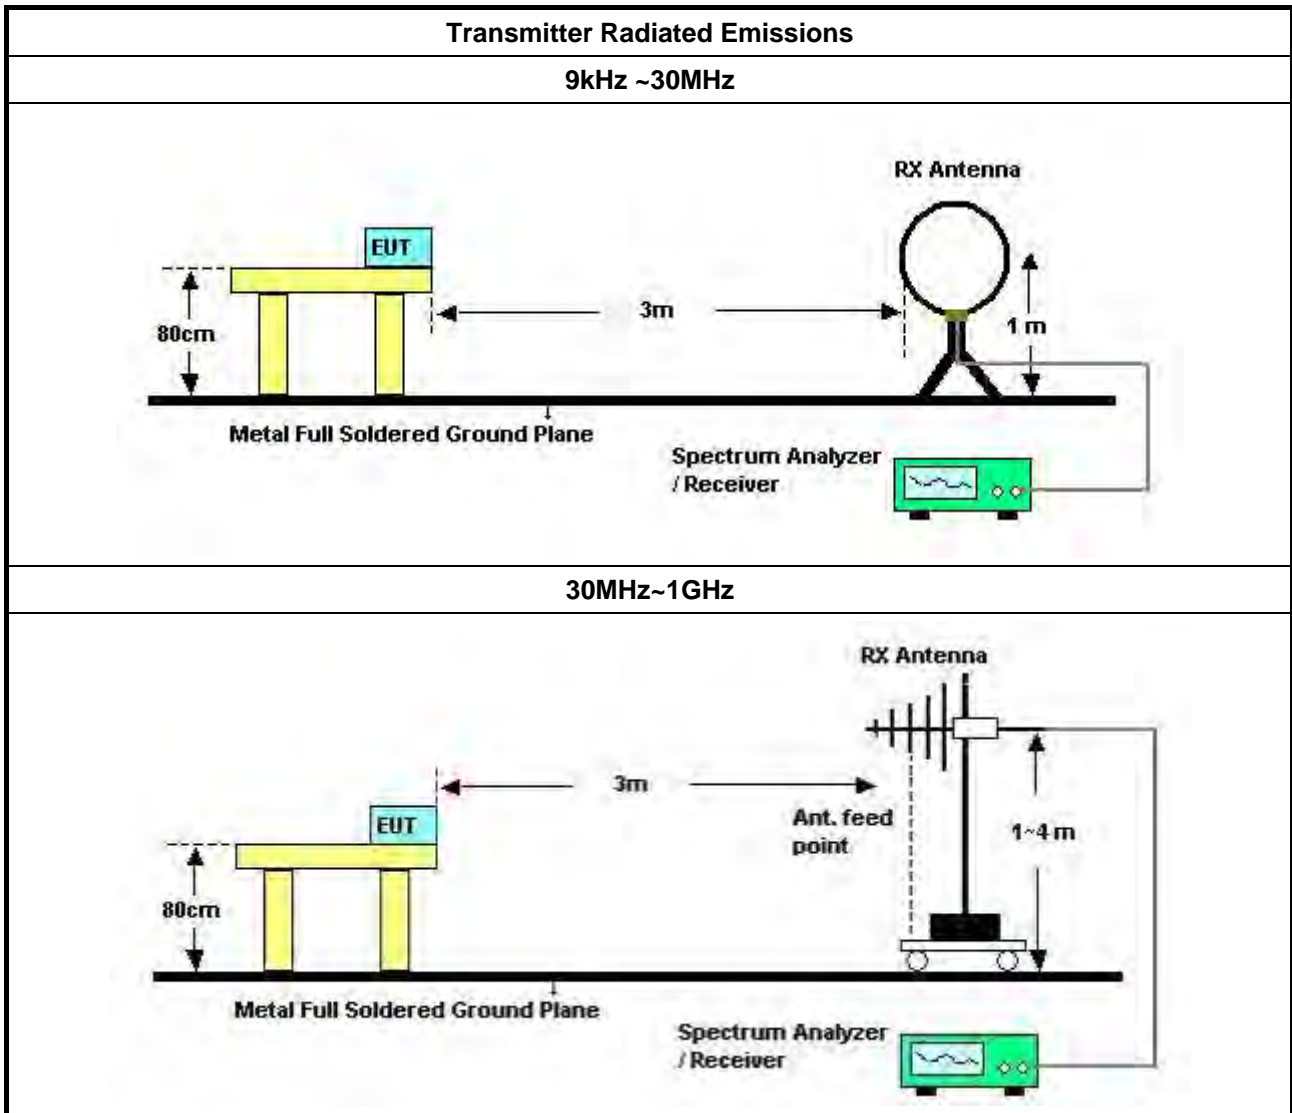 Transmitter Radiated Emissions
9kHz ~30MHz
RX Antenna
EUT
3m
80cm
1 m
Metal Full Soldered Ground Plane
Spectrum Analyzer
/ Receiver
30MHz~1GHz
RX Antenna
3m
EUT
Ant. feed
point
1~4 m
80cm
Metal Full Soldered Ground Plane
Spectrum Analyzer
/ Receiver